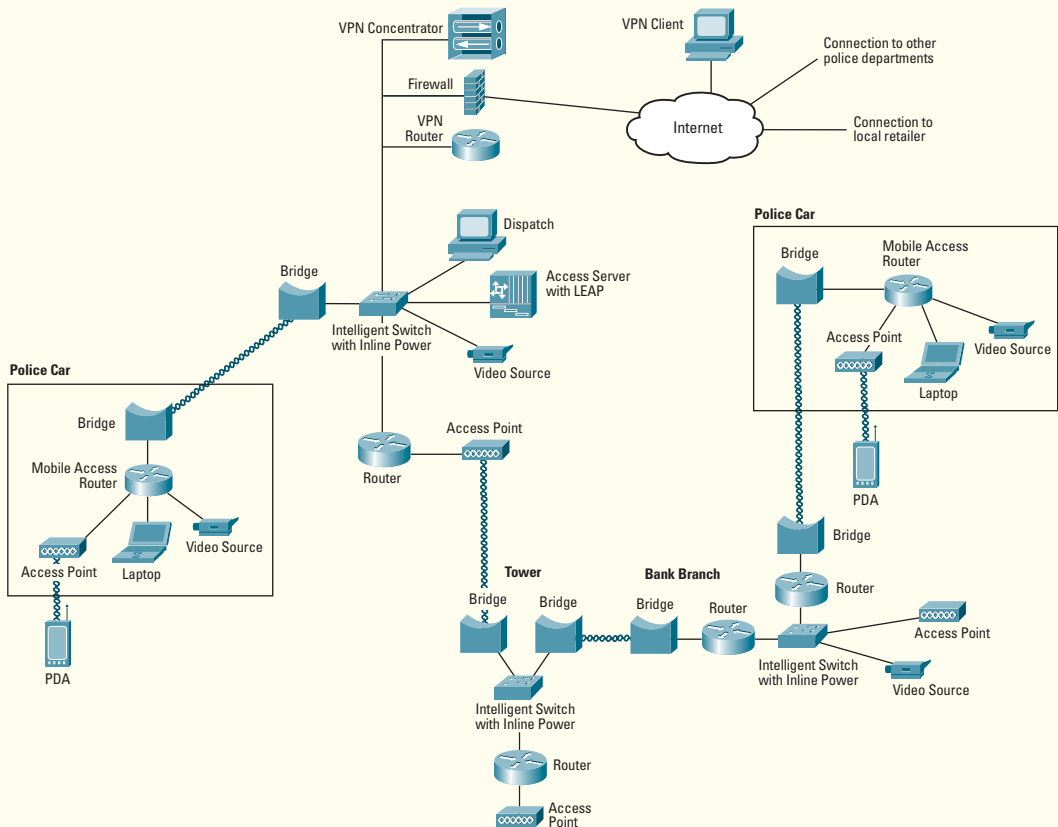 VPN Concentrator
VPN Client
Connection to other
police departments
Firewall
Internet
Connection to
local retailer
VPN
Router
Dispatch
Bridge
Access Server
with LEAP
Intelligent Switch
with Inline Power
Video Source
Police Car
Bridge
Mobile Access
Router
Access Point
Laptop
Video Source
PDA
Router
Access Point
Police Car
Bridge
Mobile Access
Router
Access Point
Video Source
Laptop
PDA
Bridge
Router
Tower
Bridge
Bridge
Intelligent Switch
with Inline Power
Router
Access
Point
Bank Branch
Bridge
Router
Intelligent Switch
with Inline Power
Access Point
Video Source